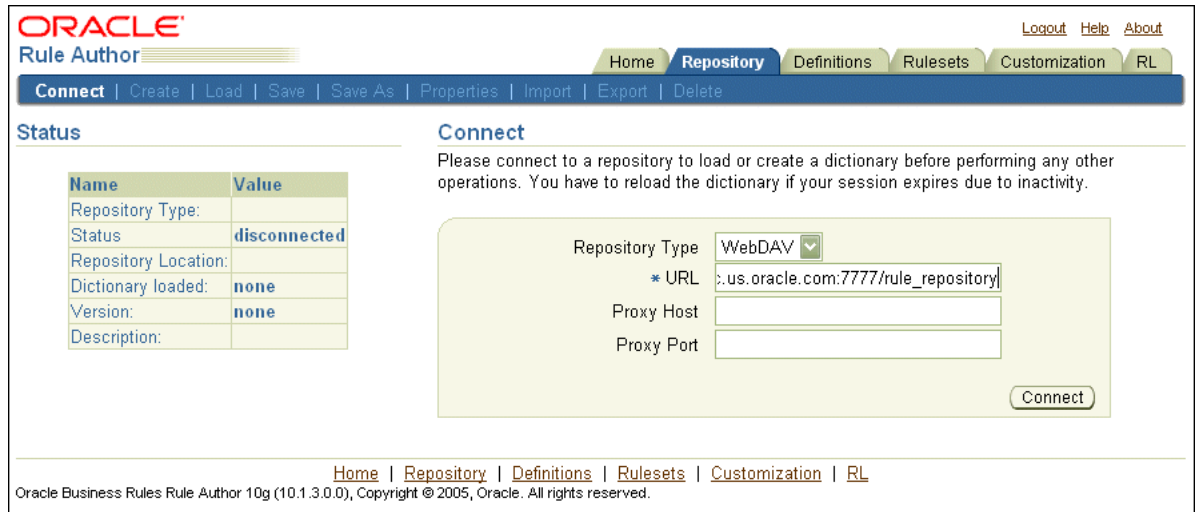 ORACLE
Logout Help About
Rule Author
Home Repository Definitions Rulesets Customization RL
Connect | Create | Load | Save | Save As | Properties | Import | Export | Delete
Status
Name Value
Repository Type:
Status disconnected
Repository Location:
Dictionary loaded: none
Version: none
Description:
Connect
Please connect to a repository to load or create a dictionary before performing any other
operations. You have to reload the dictionary if your session expires due to inactivity.
Repository Type WebDAV
* URL :.us.oracle.com:7777/rule_repository
Proxy Host
Proxy Port
Connect
Home | Repository | Definitions | Rulesets | Customization | RL
Oracle Business Rules Rule Author 10g (10.1.3.0.0), Copyright © 2005, Oracle. All rights reserved.